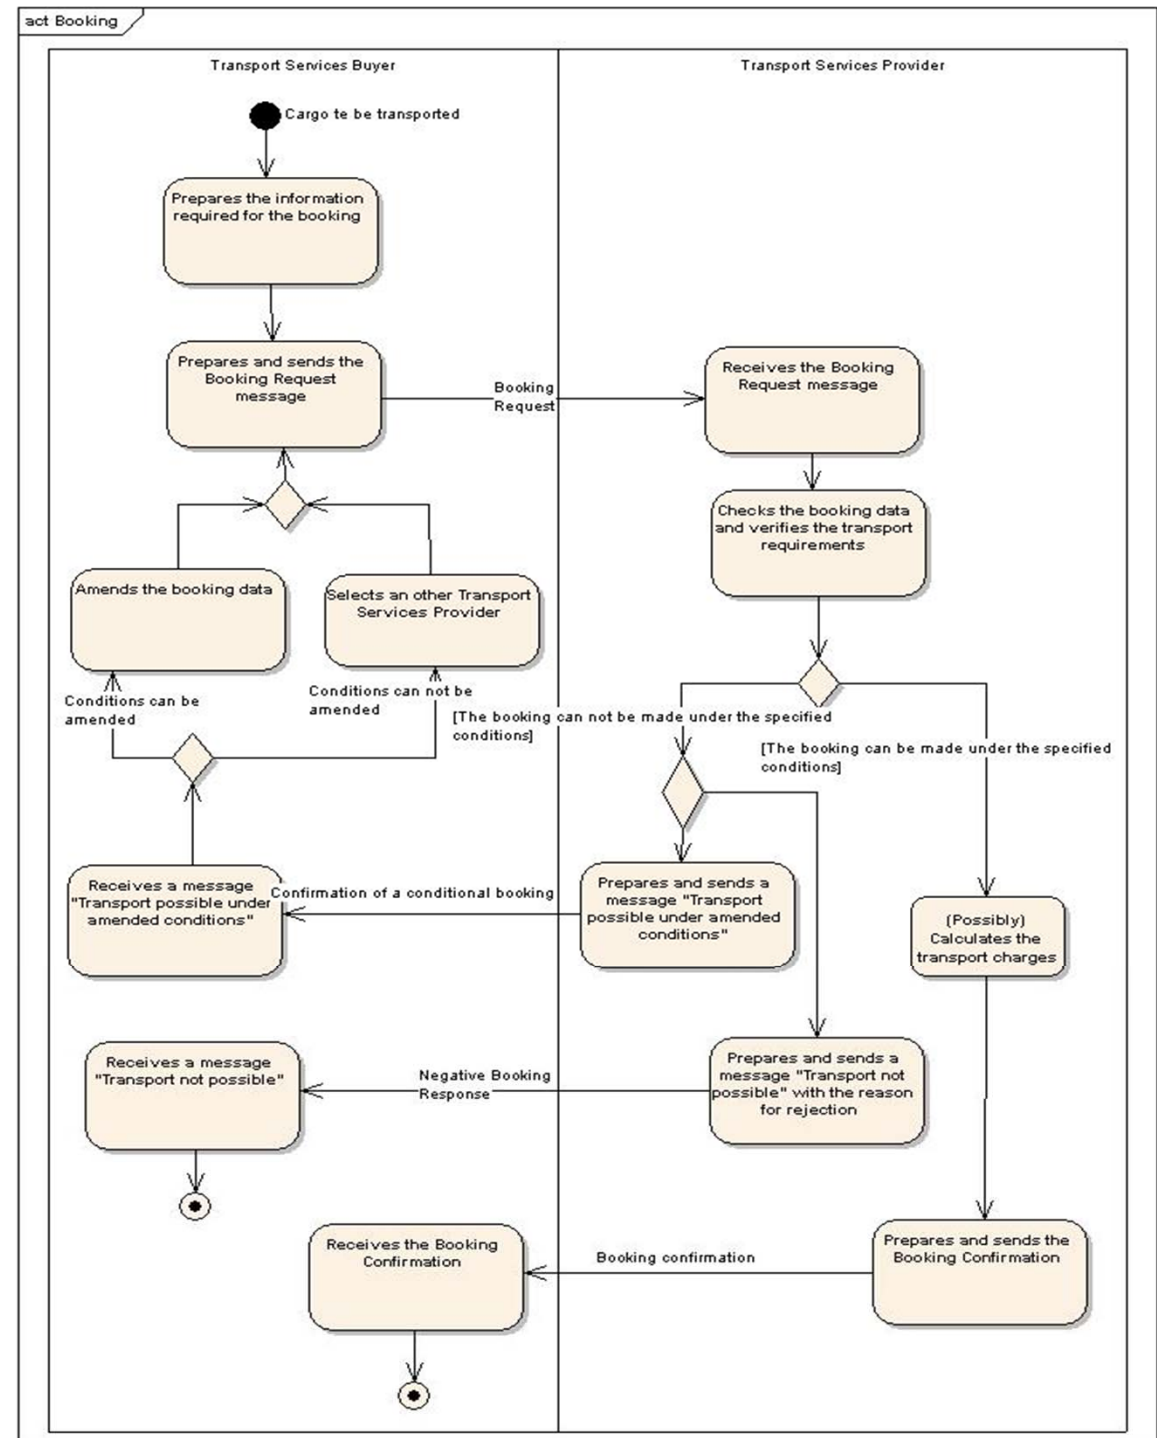 act Booking
Transport Services Buyer
Transport Services Provider
Cargo te be transported
Prepares the information
required for the booking
Prepares and sends the
Booking Request
message
Booking
Request
Receives the Booking
Request message
Checks the booking data
and verifies the transport
requirements
Amends the booking data
Selects an other Transport
Services Provider
Conditions can be
amended
Conditions can not be
amended
[The booking can not be made under the specified
conditions]
[The booking can be made under the specified
conditions]
Receives a message
"Transport possible under
amended conditions"
Confirmation of a conditional booking
Prepares and sends a
message "Transport
possible under amended
conditions"
(Possibly)
Calculates the
transport charges
Receives a message
"Transport not possible"
Negative Booking
Response
Prepares and sends a
message "Transport not
possible" with the reason
for rejection
Receives the Booking
Confirmation
Booking confirmation
Prepares and sends the
Booking Confirmation